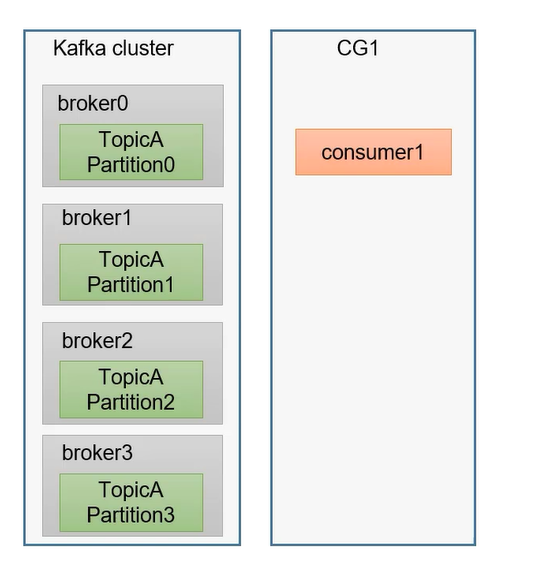 Kafka cluster
broker0
TopicA
Partition0
broker1
TopicA
Partition1
broker2
TopicA
Partition2
broker3
TopicA
Partition3
CG1
consumer1